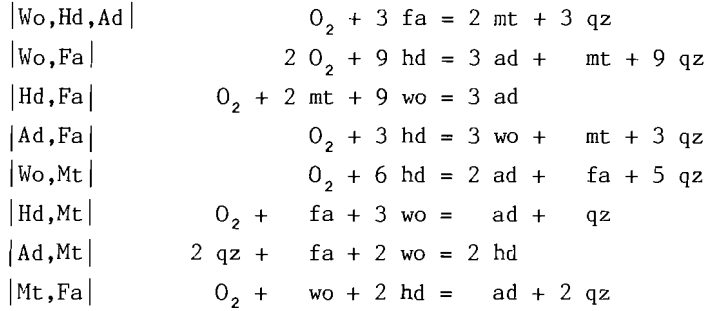 |Wo,Hd,Ad| O₂ + 3 fa = 2 mt + 3 qz
|Wo,Fa| 2 O₂ + 9 hd = 3 ad + mt + 9 qz
|Hd,Fa| O₂ + 2 mt + 9 wo = 3 ad
|Ad,Fa| O₂ + 3 hd = 3 wo + mt + 3 qz
|Wo,Mt| O₂ + 6 hd = 2 ad + fa + 5 qz
|Hd,Mt| O₂ + fa + 3 wo = ad + qz
|Ad,Mt| 2 qz + fa + 2 wo = 2 hd
|Mt,Fa| O₂ + wo + 2 hd = ad + 2 qz